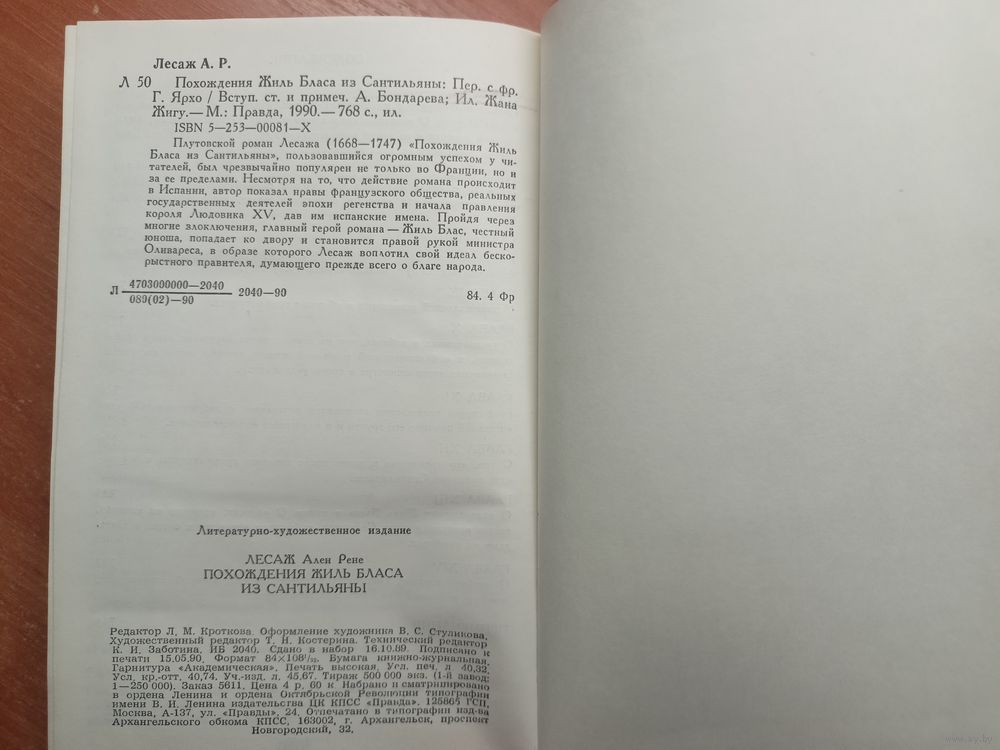 Лесаж А. Р.
Л 50 Похождения Жиль Бласа из Сантильяны: Пер. с фр.
Г. Ярхо / Вступ. ст. и примеч. А. Бондарева; Ил. Жана
Жигу.— М.: Правда, 1990.— 768 с., ил.
ISBN 5—253—00081—X
Плутовской роман Лесажа (1668—1747) «Похождения Жиль
Бласа из Сантильяны», пользовавшийся огромным успехом у чи-
тателей, был чрезвычайно популярен не только во Франции, но и
за ее пределами. Несмотря на то, что действие романа происходит
в Испании, автор показал нравы французского общества, реальных
государственных деятелей эпохи регенства и начала правления
короля Людовика XV, дав им испанские имена. Пройдя через
многие злоключения, главный герой романа — Жиль Блас, честный
юноша, попадает ко двору и становится правой рукой министра
Оливареса, в образе которого Лесаж воплотил свой идеал беско-
рыстного правителя, думающего прежде всего о благе народа.
Л 4703000000—2040
080(02)—90
2040—90
84. 4 Фр
Литературно-художественное издание
ЛЕСАЖ Ален Рене
ПОХОЖДЕНИЯ ЖИЛЬ БЛАСА
ИЗ САНТИЛЬЯНЫ
Редактор Л. М. Кроткова. Оформление художника В. С. Стуликова.
Художественный редактор Т. Н. Костерина. Технический редактор
К. И. Заботина. ИБ 2040. Сдано в набор 16.10.89. Подписано к
печати 15.05.90. Формат 84×108¹/₃₂. Бумага книжно-журнальная.
Гарнитура «Академическая». Печать высокая. Усл. печ. л. 40,32.
Усл. кр.-отт. 40,74. Уч.-изд. л. 45,67. Тираж 500 000 экз. (1-й завод:
1—250 000). Заказ 5611. Цена 4 р. 60 к Набрано и сматрицировано
в ордена Ленина и ордена Октябрьской Революции типографии
имени В. И. Ленина издательства ЦК КПСС «Правда». 125865 ГСП,
Москва, А-137, ул. «Правды». 24. Отпечатано в типографии изд-ва
Архангельского обкома КПСС, 163002, г. Архангельск, проспект
Новгородский, 32.